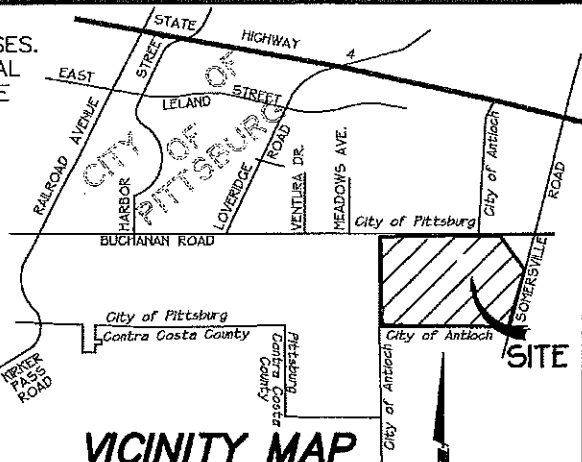 SES.
AL
E
STATE
HIGHWAY
4
STREET
EAST
LELAND
STREET
RAILROAD AVENUE
CITY OF PITTSBURG
CITY OF
HARBOR
LOVERIDGE ROAD
VENTURA DR.
MEADOWS AVE.
City of Antioch
ROAD
City of Pittsburg
BUCHANAN ROAD
SOMERSVILLE
City of Pittsburg
Contra Costa County
Pittsburg
Contra Costa
County
City of Antioch
City of Antioch
SITE
KIRKER
PASS
ROAD
VICINITY MAP